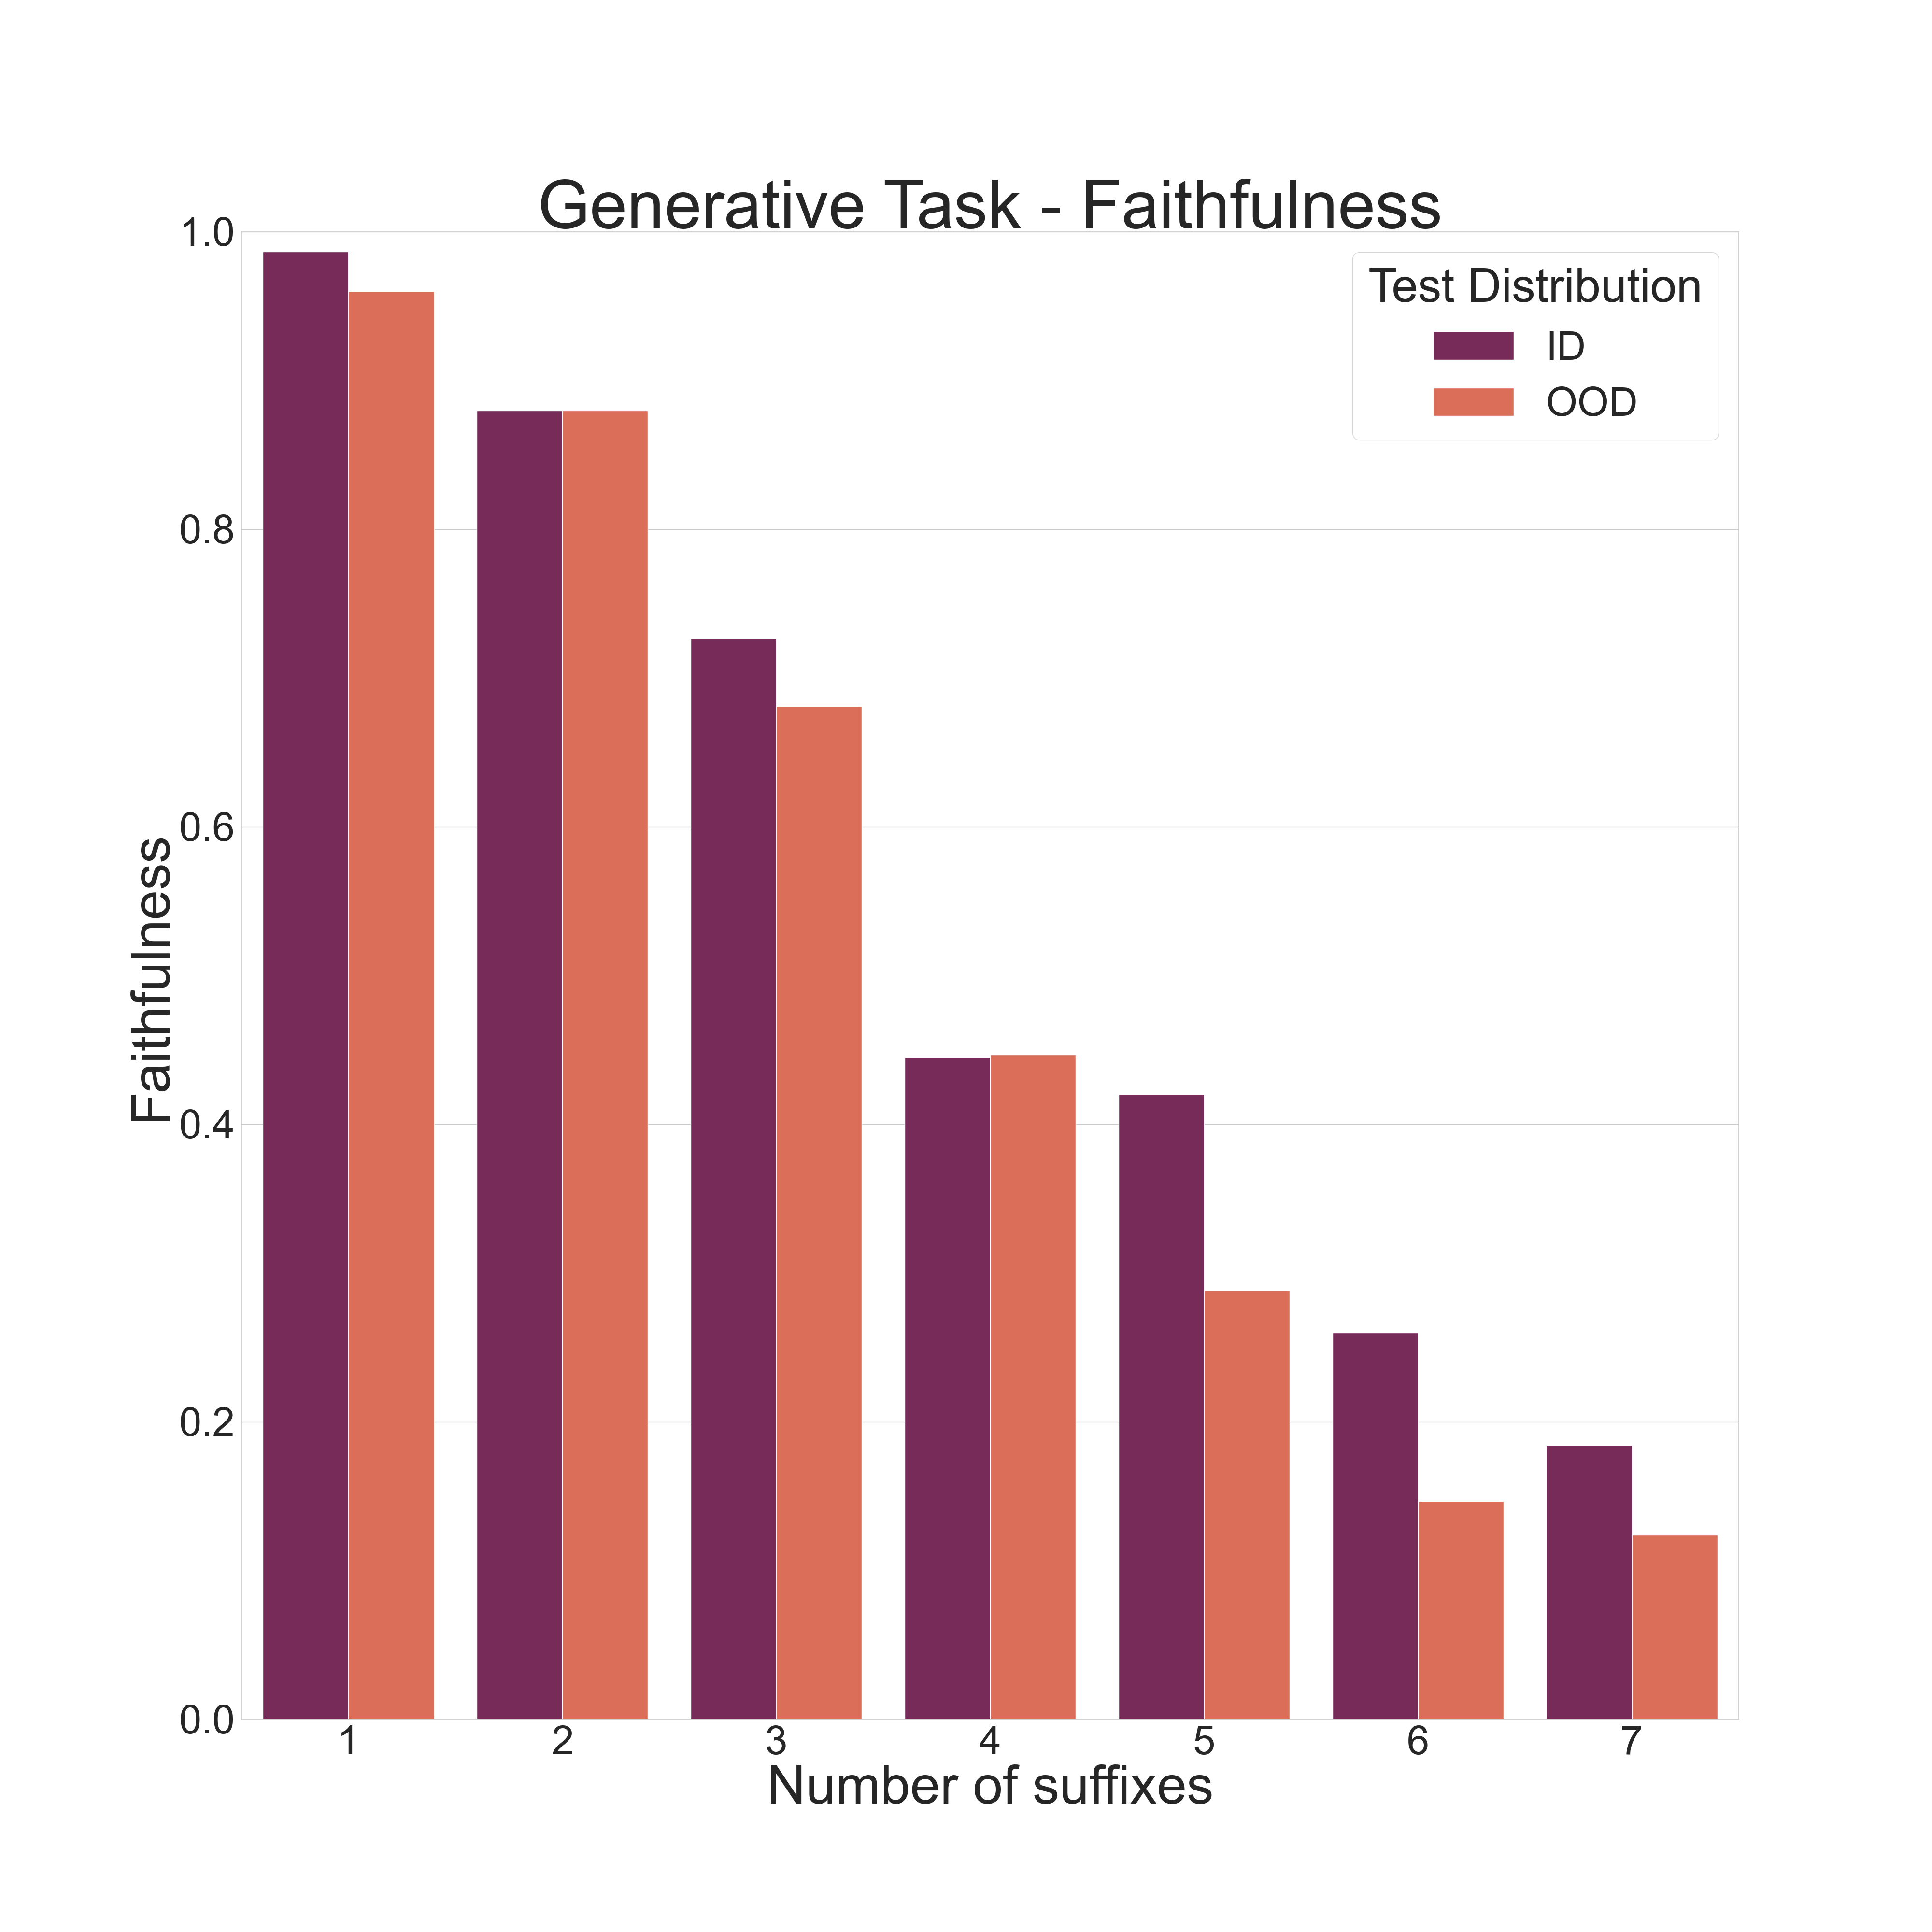 Generative Task - Faithfulness
Test Distribution
ID
OOD
1.0
0.8
0.6
0.4
0.2
0.0
Faithfulness
1 2 3 4 5 6 7
Number of suffixes